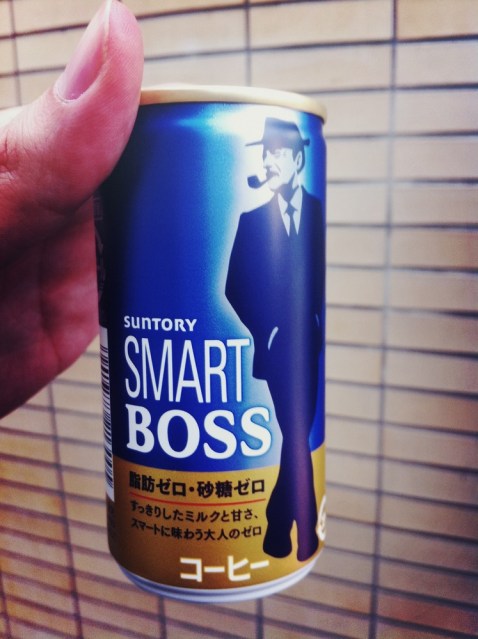 SUNTORY
SMART
BOSS
脂肪ゼロ・砂糖ゼロ
すっきりしたミルクと甘さ、
スマートに味わう大人のゼロ
コーヒー